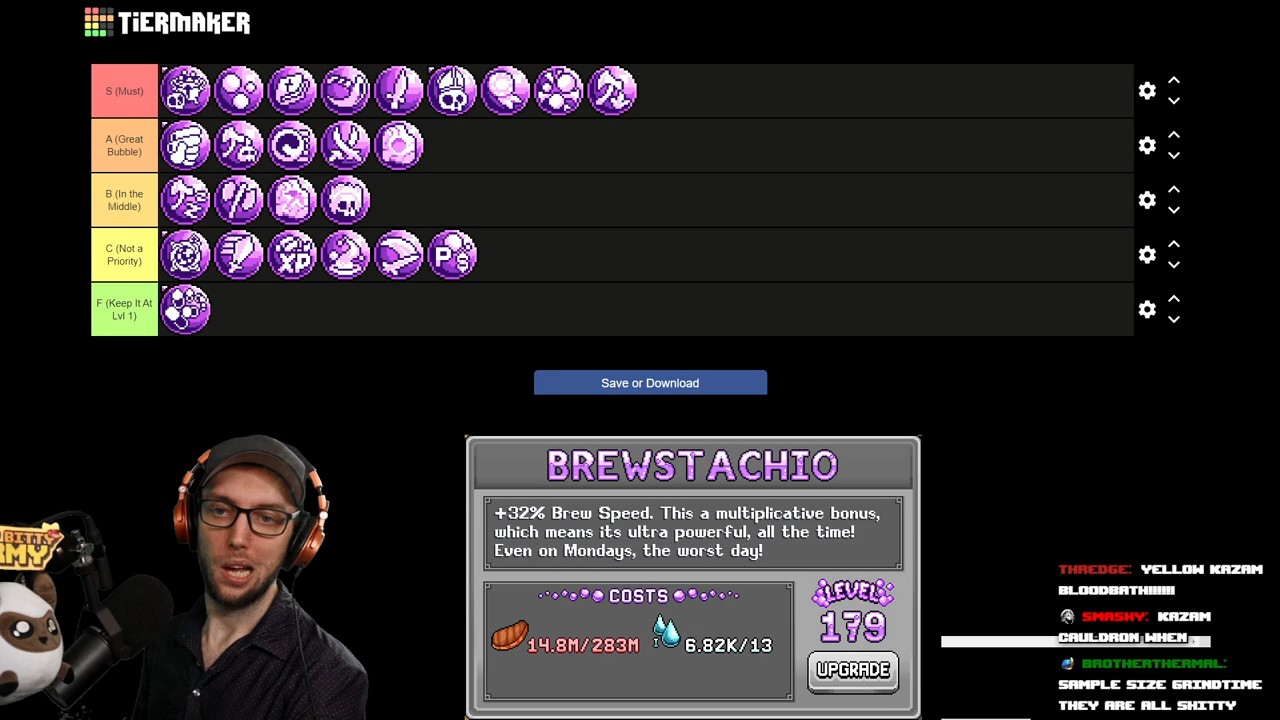 TIERMAKER
S (Must)
A (Great
Bubble)
B (In the
Middle)
C (Not a
Priority)
XP
P $
F (Keep It At
Lvl 1)
Save or Download
BREWSTACHIO
+32% Brew Speed. This a multiplicative bonus,
which means its ultra powerful, all the time!
Even on Mondays, the worst day!
COSTS
14.8M/283M
6.82K/13
LEVEL
179
UPGRADE
BITTY
THREDGE: YELLOW KAZAM
BLOODBATH!!!!!!
SMASHY: KAZAM
CAULDRON WHEN
BROTHERTHERMAL:
SAMPLE SIZE GRINDTIME
THEY ARE ALL SHITTY